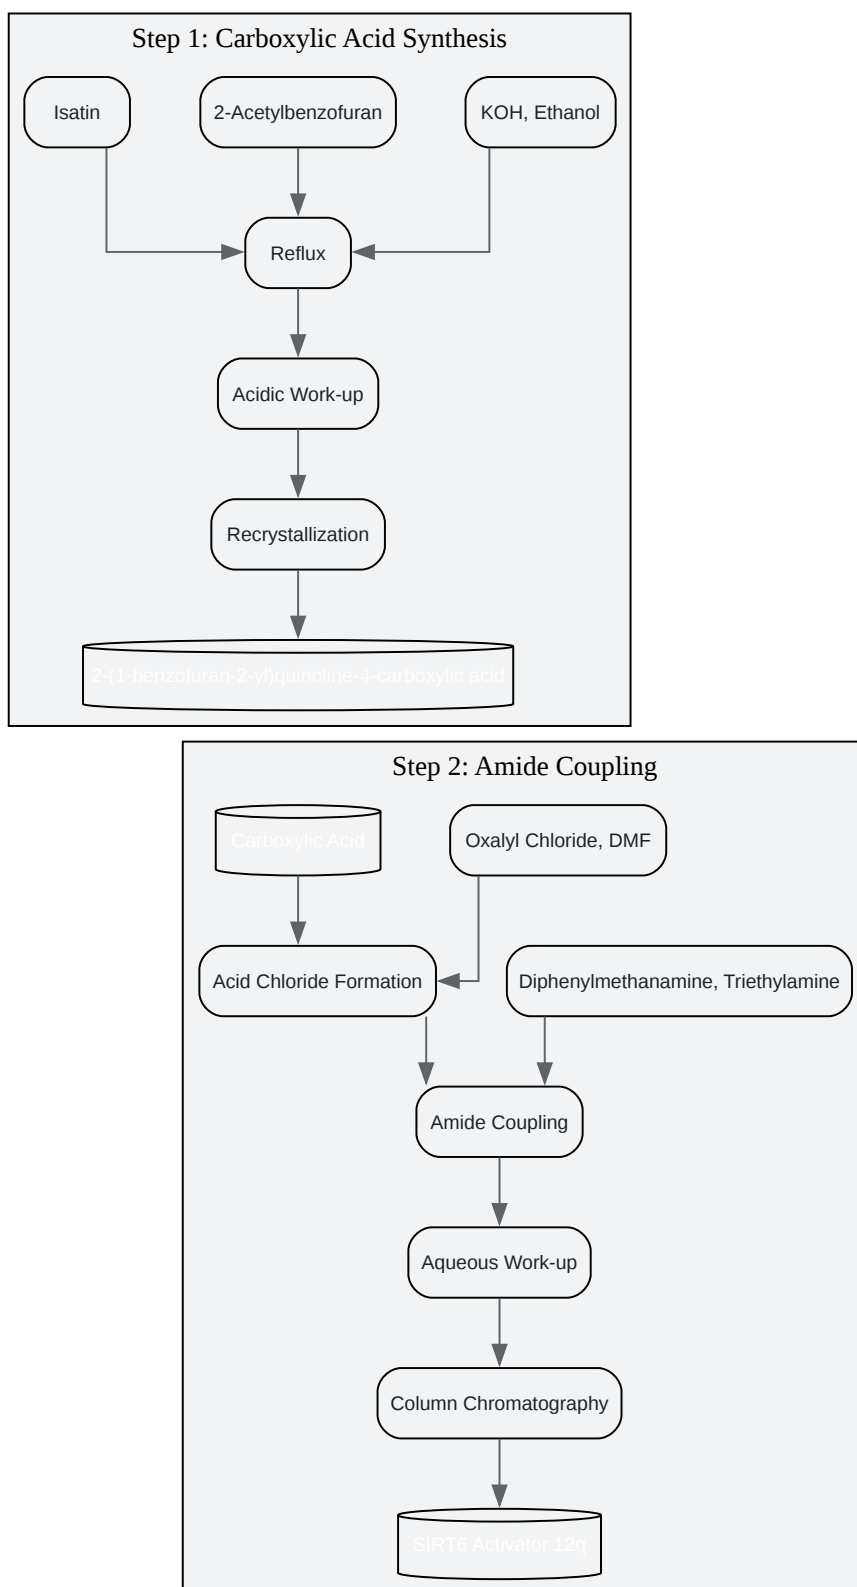 Step 1: Carboxylic Acid Synthesis
Isatin
2-Acetylbenzofuran
KOH, Ethanol
Reflux
Acidic Work-up
Recrystallization
2-(1-benzofuran-2-yl)quinoline-4-carboxylic acid
Step 2: Amide Coupling
Carboxylic Acid
Oxalyl Chloride, DMF
Acid Chloride Formation
Diphenylmethanamine, Triethylamine
Amide Coupling
Aqueous Work-up
Column Chromatography
SIRT6 Activator 12q